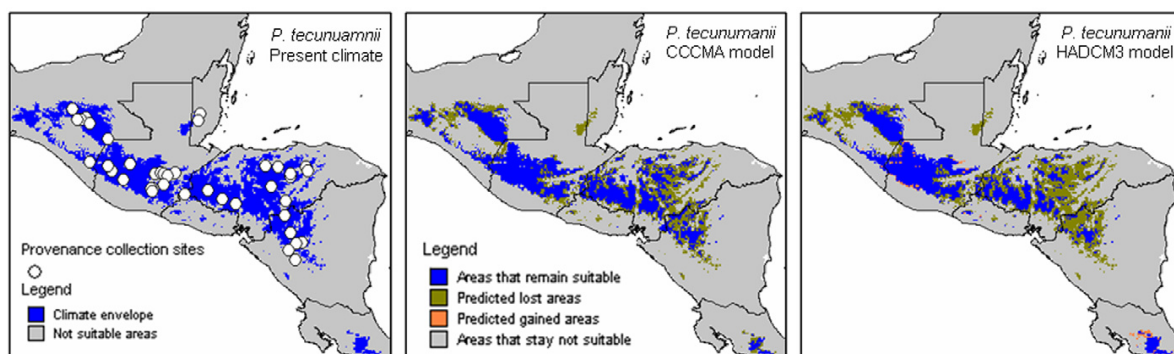 P. tecunuamnii
Present climate
Provenance collection sites
Legend
Climate envelope
Not suitable areas
P. tecunumanii
CCCMA model
Legend
Areas that remain suitable
Predicted lost areas
Predicted gained areas
Areas that stay not suitable
P. tecunumanii
HADCM3 model